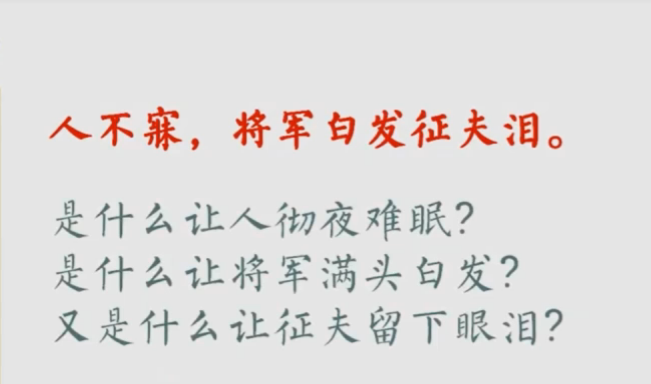 人不寐，将军白发征夫泪。
是什么让人彻夜难眠？
是什么让将军满头白发？
又是什么让征夫留下眼泪？